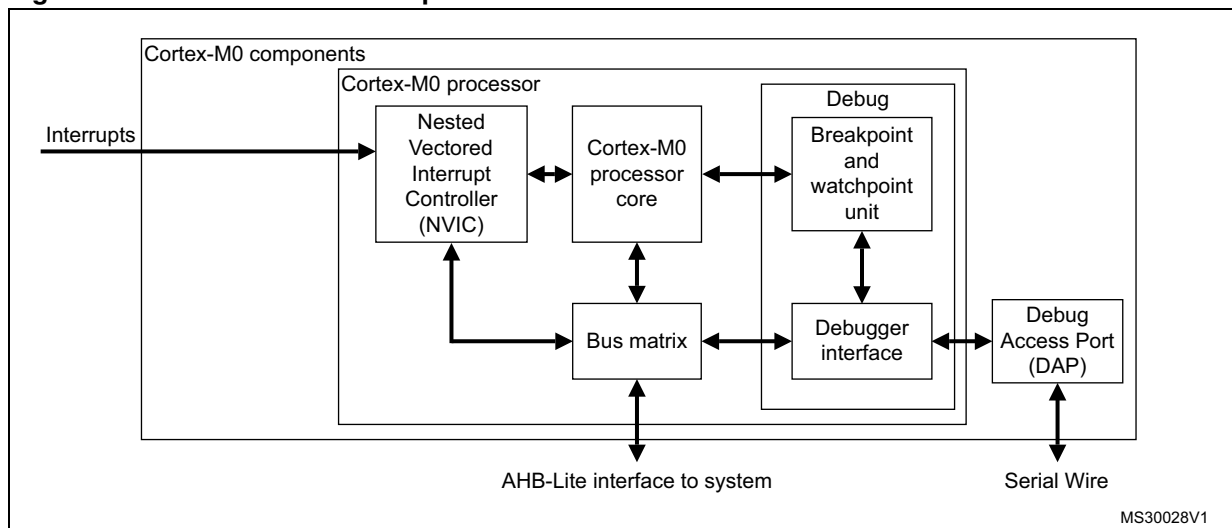 Cortex-M0 components
Cortex-M0 processor
Interrupts
Nested
Vectored
Interrupt
Controller
(NVIC)
Cortex-M0
processor
core
Debug
Breakpoint
and
watchpoint
unit
Bus matrix
Debugger
interface
Debug
Access Port
(DAP)
AHB-Lite interface to system
Serial Wire
MS30028V1